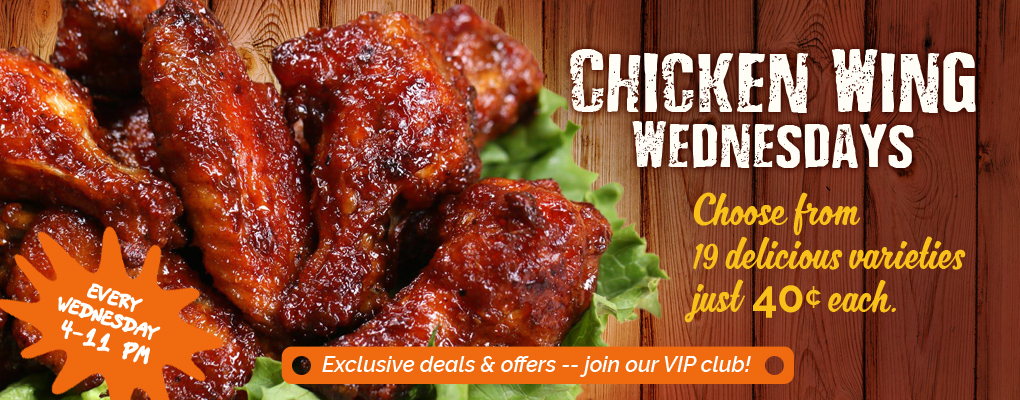 CHICKEN WING
WEDNESDAYS
Choose from
19 delicious varieties
just 40¢ each.
EVERY
WEDNESDAY
4-11 PM
Exclusive deals & offers -- join our VIP club!